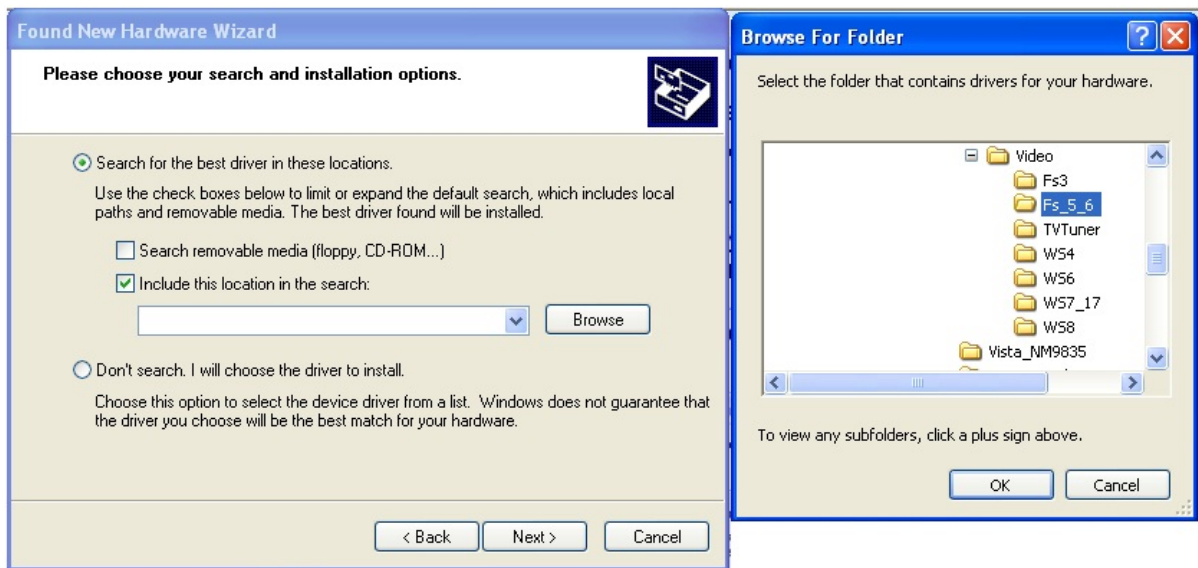 Found New Hardware Wizard
Please choose your search and installation options.
Search for the best driver in these locations.
Use the check boxes below to limit or expand the default search, which includes local
paths and removable media. The best driver found will be installed.
Search removable media (floppy, CD-ROM...)
Include this location in the search:
Browse
Don't search. I will choose the driver to install.
Choose this option to select the device driver from a list. Windows does not guarantee that
the driver you choose will be the best match for your hardware.
< Back
Next >
Cancel
Browse For Folder
Select the folder that contains drivers for your hardware.
Video
Fs3
Fs_5_6
TVTuner
WS4
WS6
WS7_17
WS8
Vista_NM9835
To view any subfolders, click a plus sign above.
OK
Cancel